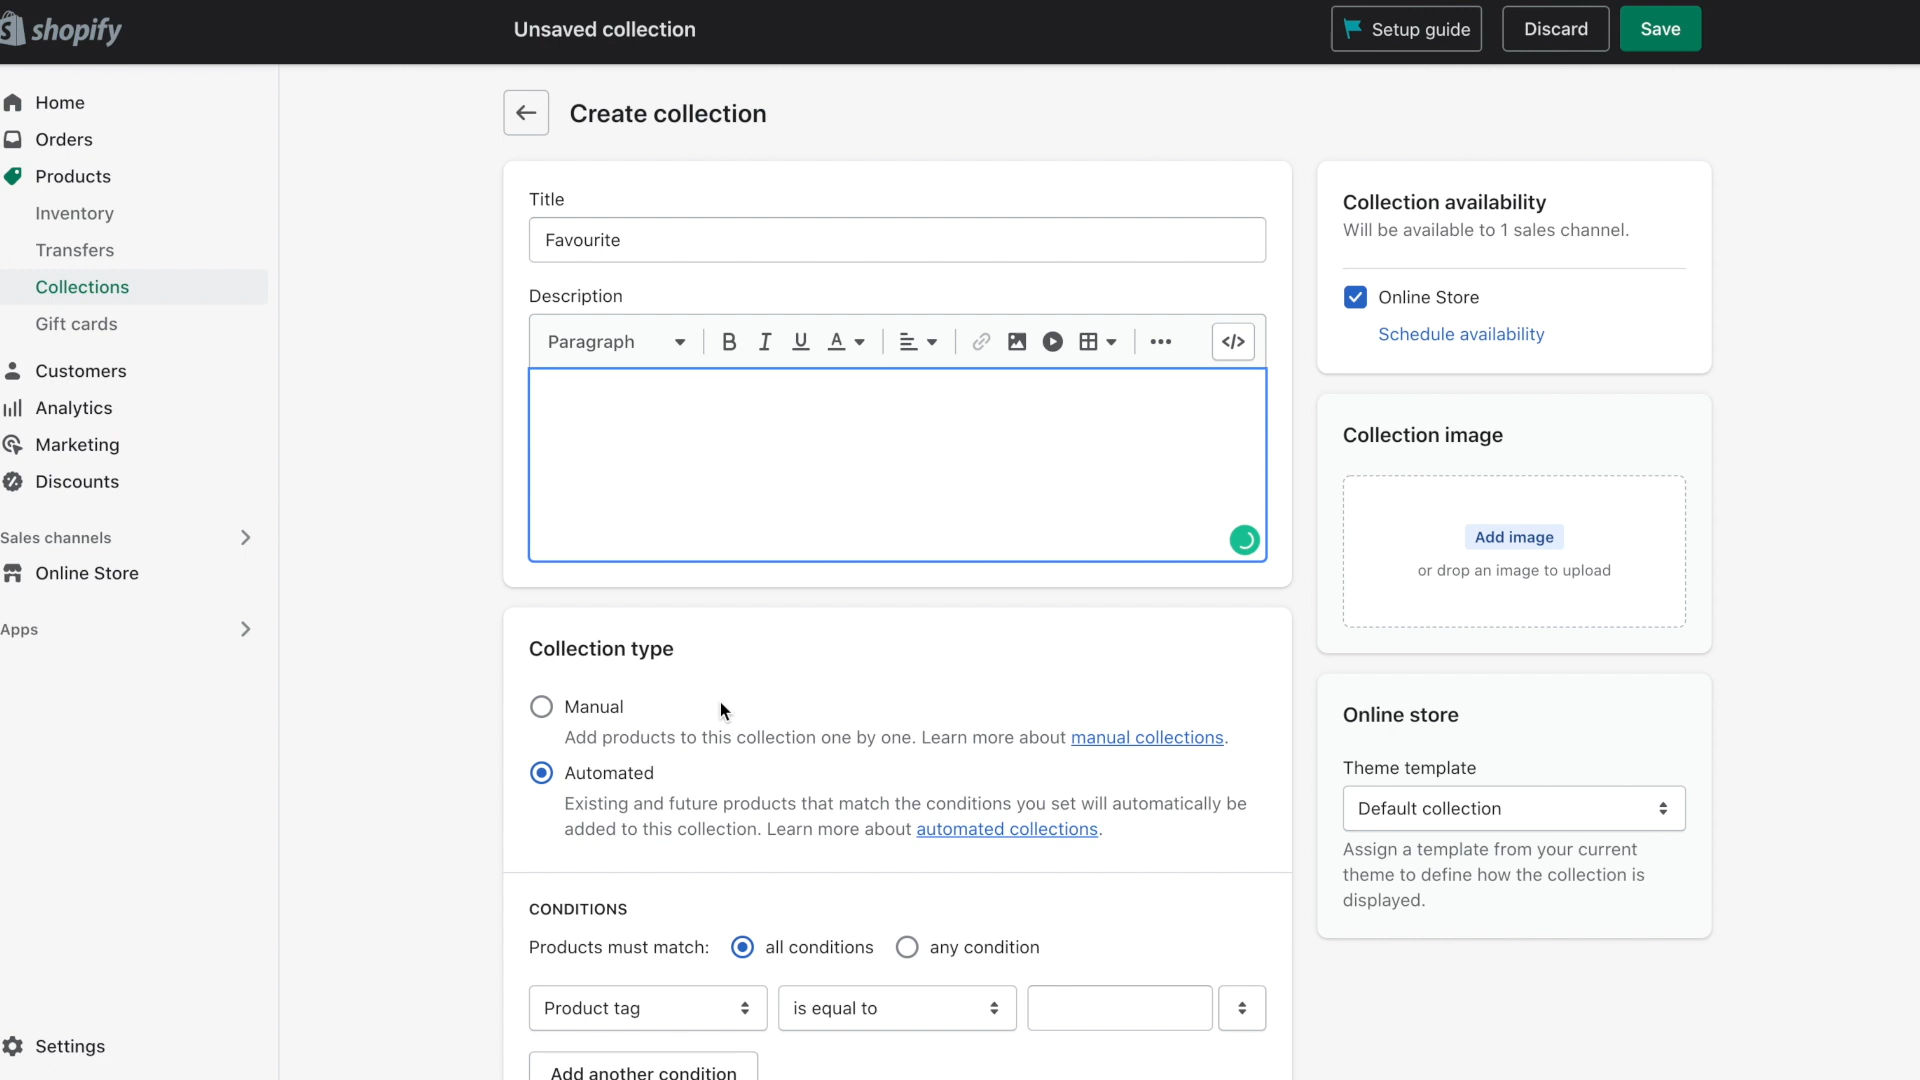 shopify
Unsaved collection
Setup guide
Discard
Save
Home
Orders
Products
Inventory
Transfers
Collections
Gift cards
Customers
Analytics
Marketing
Discounts
Sales channels
Online Store
Apps
Settings
Create collection
Title
Favourite
Description
Paragraph
B I U A
</>
Collection type
Manual
Add products to this collection one by one. Learn more about manual collections.
Automated
Existing and future products that match the conditions you set will automatically be
added to this collection. Learn more about automated collections.
CONDITIONS
Products must match: all conditions any condition
Product tag
is equal to
Add another condition
Collection availability
Will be available to 1 sales channel.
Online Store
Schedule availability
Collection image
Add image
or drop an image to upload
Online store
Theme template
Default collection
Assign a template from your current
theme to define how the collection is
displayed.